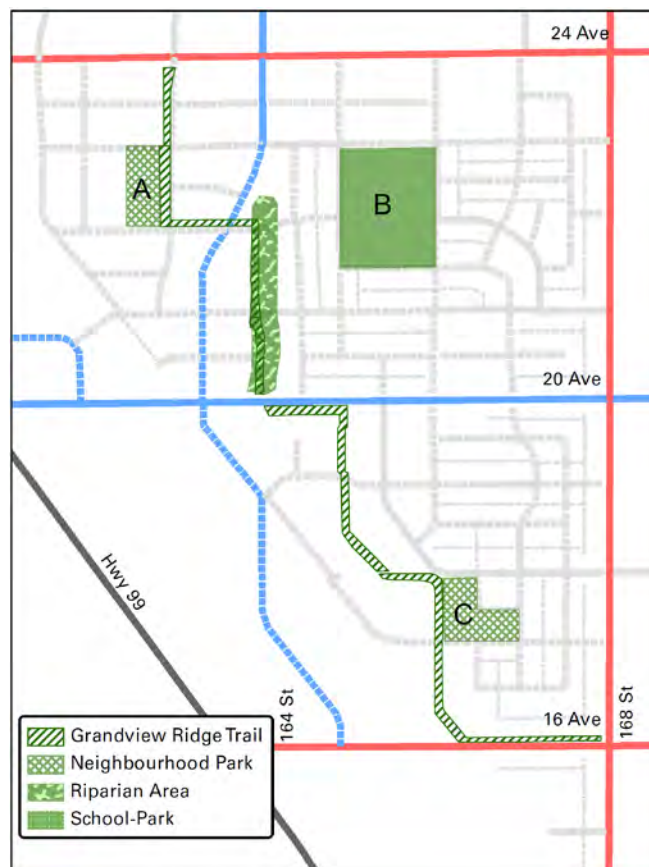 24 Ave
A
B
20 Ave
Hwy 99
C
164 St
16 Ave
168 St
Grandview Ridge Trail
Neighbourhood Park
Riparian Area
School-Park